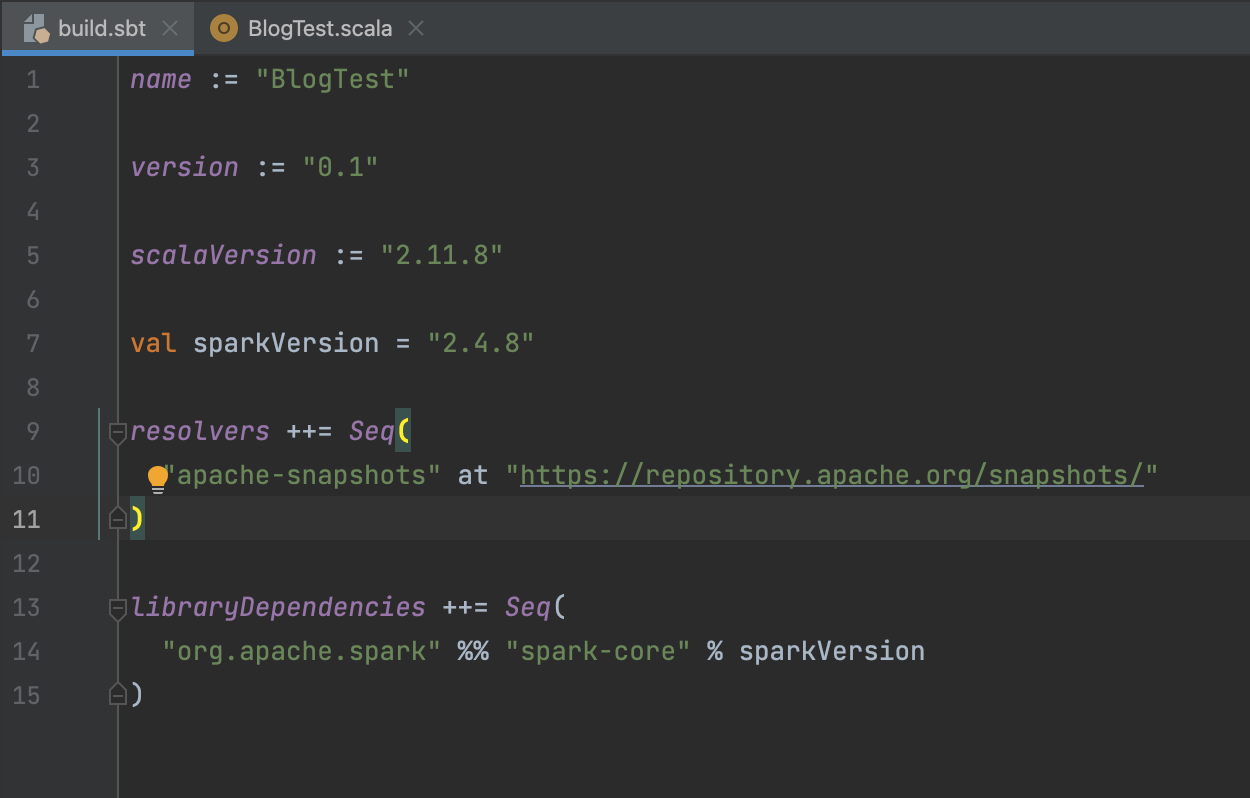 build.sbt BlogTest.scala
1 name := "BlogTest"
2
3 version := "0.1"
4
5 scalaVersion := "2.11.8"
6
7 val sparkVersion = "2.4.8"
8
9 resolvers ++= Seq(
10 "apache-snapshots" at "https://repository.apache.org/snapshots/"
11 )
12
13 libraryDependencies ++= Seq(
14 "org.apache.spark" %% "spark-core" % sparkVersion
15 )